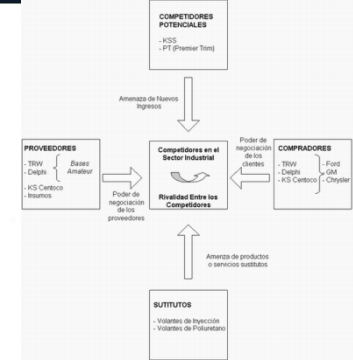 COMPETIDORES
POTENCIALES
- KSS
- PT (Premier Trim)
Amenaza de Nuevos
Ingresos
PROVEEDORES
- TRW
- Delphi
Bases
Amateur
- KS Centoco
- Insumos
Poder de
negociación
de los
proveedores
Competidores en el
Sector Industrial
Rivalidad Entre los
Competidores
Poder de
negociación
de los
clientes
COMPRADORES
- TRW
- Delphi
- KS Centoco
- Ford
- GM
- Chrysler
Amenza de productos
o servicios sustitutos
SUTITUTOS
- Volantes de Inyección
- Volantes de Poliuretano